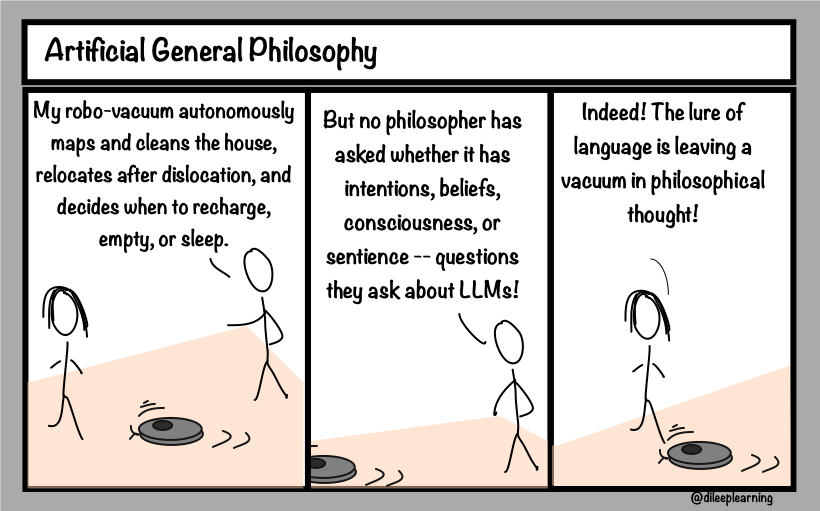 Artificial General Philosophy
My robo-vacuum autonomously
maps and cleans the house,
relocates after dislocation, and
decides when to recharge,
empty, or sleep.
But no philosopher has
asked whether it has
intentions, beliefs,
consciousness, or
sentience -- questions
they ask about LLMs!
Indeed! The lure of
language is leaving a
vacuum in philosophical
thought!
@dileeplearning